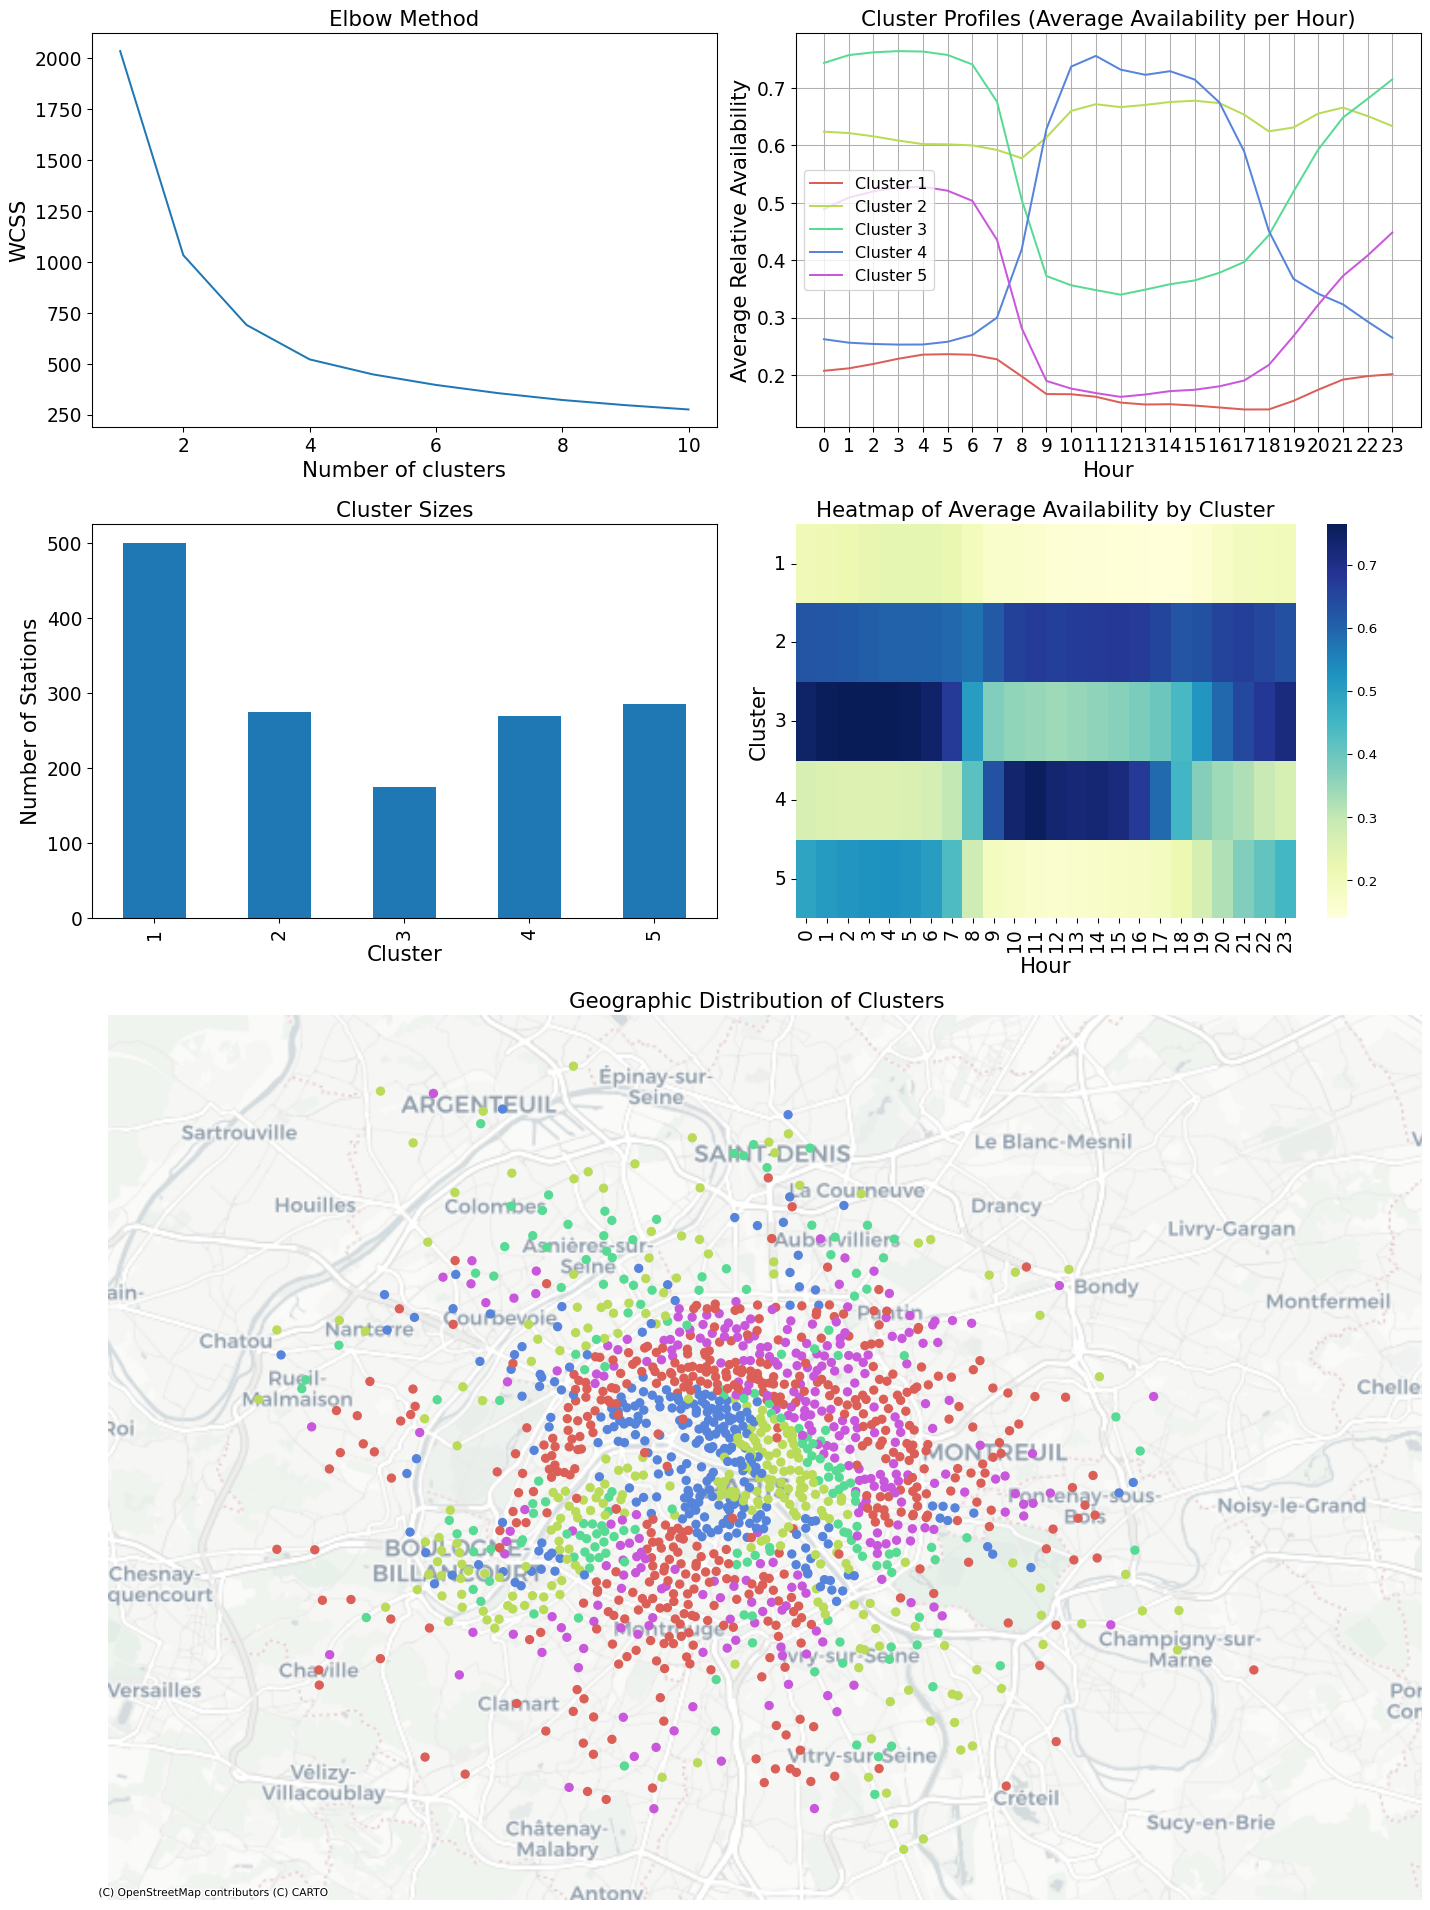 Elbow Method
2000
1750
1500
1250
1000
750
500
250
WCSS
2 4 6 8 10
Number of clusters
Cluster Profiles (Average Availability per Hour)
0.7
0.6
0.5
0.4
0.3
0.2
Average Relative Availability
Cluster 1
Cluster 2
Cluster 3
Cluster 4
Cluster 5
0 1 2 3 4 5 6 7 8 9 10 11 12 13 14 15 16 17 18 19 20 21 22 23
Hour
Cluster Sizes
500
400
300
200
100
0
Number of Stations
1 2 3 4 5
Cluster
Heatmap of Average Availability by Cluster
1
2
3
4
5
Cluster
0 1 2 3 4 5 6 7 8 9 10 11 12 13 14 15 16 17 18 19 20 21 22 23
Hour
0.7
0.6
0.5
0.4
0.3
0.2
Geographic Distribution of Clusters
Épinay-sur-
Seine
ARGENTEUIL
Sartrouville
SAINT-DENIS
Le Blanc-Mesnil
Houilles
Colombes
La Courneuve
Drancy
Livry-Gargan
Asnières-sur-
Seine
Aubervilliers
Bondy
ain-
Montfermeil
Chatou
Nanterre
Courbevoie
Pantin
Rueil-
Malmaison
Chelles
Roi
MONTREUIL
Fontenay-sous-
Bois
Noisy-le-Grand
BOULOGNE-
BILLANCOURT
Chesnay-
quencourt
Montrouge
vry-sur-Seine
Champigny-sur-
Marne
Chaville
Versailles
Clamart
Pon
Con
Vitry-sur-Seine
Vélizy-
Villacoublay
Créteil
Sucy-en-Brie
Châtenay-
Malabry
Antony
(C) OpenStreetMap contributors (C) CARTO